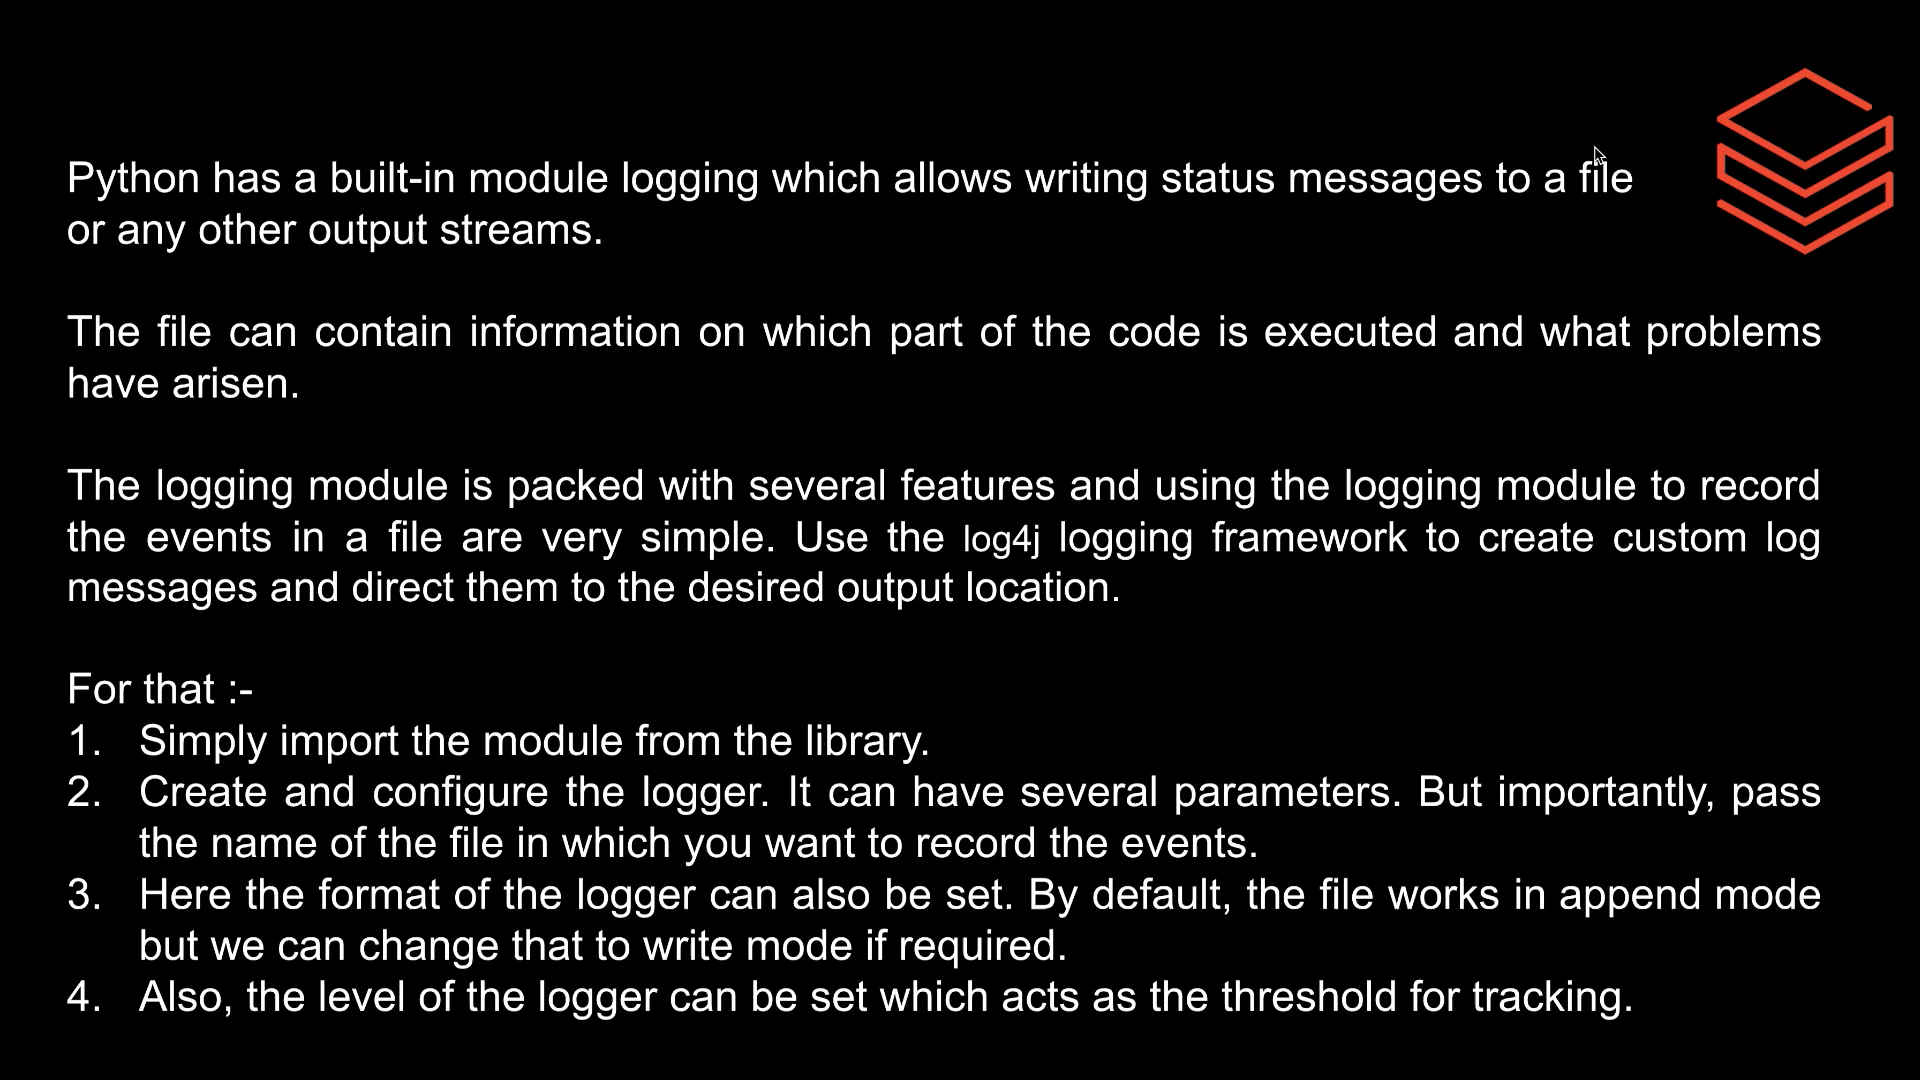 Python has a built-in module logging which allows writing status messages to a file
or any other output streams.
The file can contain information on which part of the code is executed and what problems
have arisen.
The logging module is packed with several features and using the logging module to record
the events in a file are very simple. Use the log4j logging framework to create custom log
messages and direct them to the desired output location.
For that :-
1. Simply import the module from the library.
2. Create and configure the logger. It can have several parameters. But importantly, pass
the name of the file in which you want to record the events.
3. Here the format of the logger can also be set. By default, the file works in append mode
but we can change that to write mode if required.
4. Also, the level of the logger can be set which acts as the threshold for tracking.